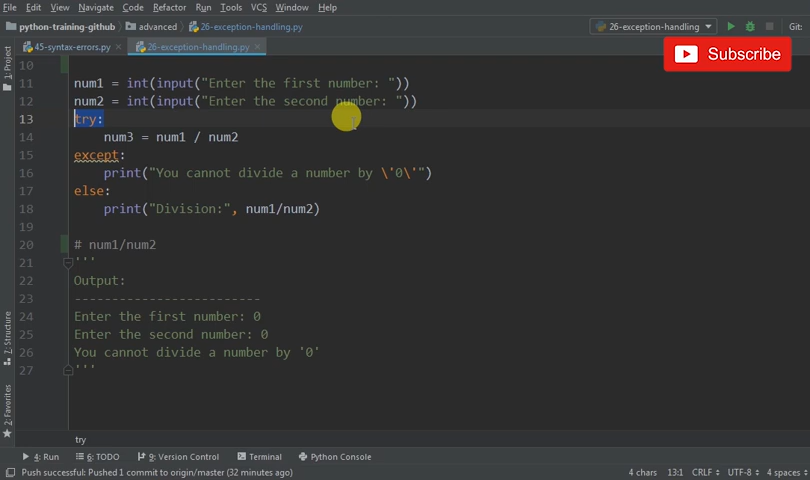 File Edit View Navigate Code Refactor Run Tools VCS Window Help
python-training-github advanced 26-exception-handling.py 26-exception-handling Git:
45-syntax-errors.py 26-exception-handling.py
Subscribe
1: Project
7: Structure
2: Favorites
10
11 num1 = int(input("Enter the first number: "))
12 num2 = int(input("Enter the second number: "))
13 try:
14 num3 = num1 / num2
15 except:
16 print("You cannot divide a number by \'0\'")
17 else:
18 print("Division:", num1/num2)
19
20 # num1/num2
21 '''
22 Output:
23 -------------------------
24 Enter the first number: 0
25 Enter the second number: 0
26 You cannot divide a number by '0'
27 '''
try
4: Run 6: TODO 9: Version Control Terminal Python Console
Push successful: Pushed 1 commit to origin/master (32 minutes ago) 4 chars 13:1 CRLF UTF-8 4 spaces